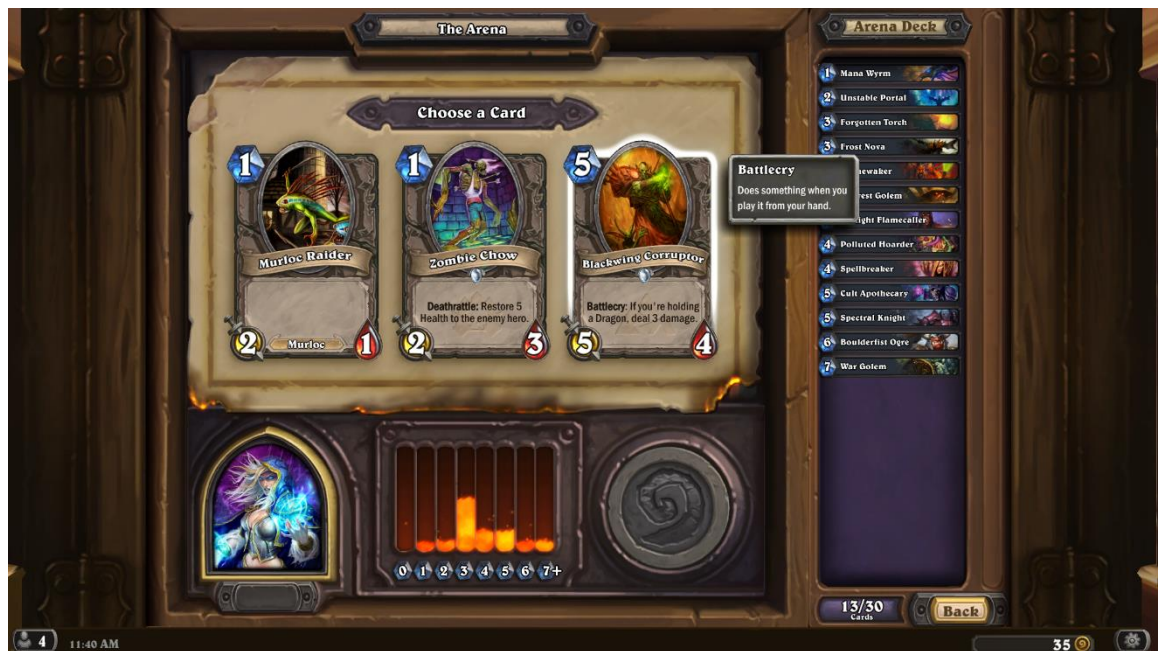 The Arena
Arena Deck
Choose a Card
1
Murloc Raider
2
Murloc
1
1
Zombie Chow
Deathrattle: Restore 5
Health to the enemy hero.
2
3
5
Blackwing Corruptor
Battlecry: If you're holding
a Dragon, deal 3 damage.
5
4
Battlecry
Does something when you
play it from your hand.
1 Mana Wyrm
2 Unstable Portal
3 Forgotten Torch
3 Frost Nova
4 Polluted Hoarder
4 Spellbreaker
5 Cult Apothecary
5 Spectral Knight
6 Boulderfist Ogre
7 War Golem
0 1 2 3 4 5 6 7+
13/30
Cards
Back
4
11:40 AM
35